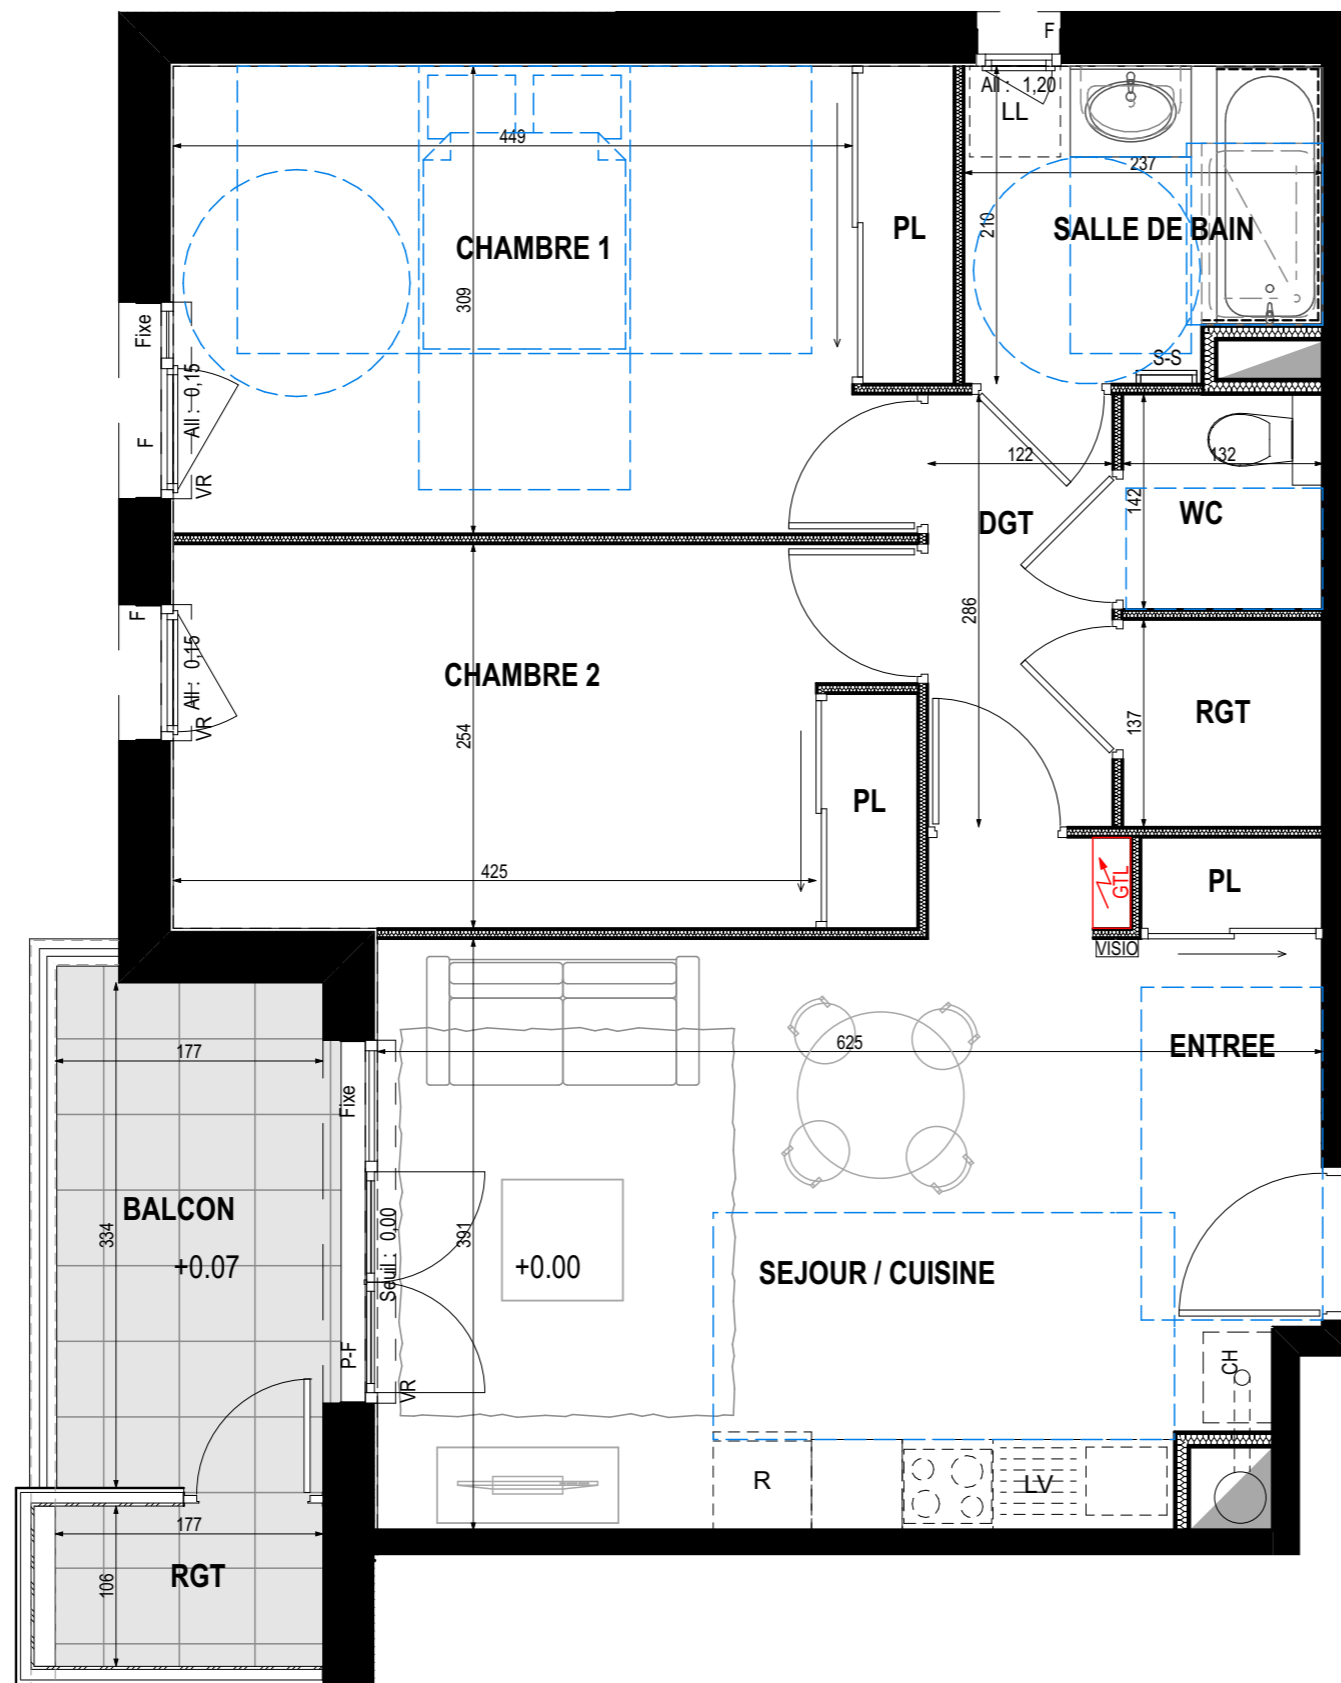 F
All : 1,20
LL
449
237
PL
210
SALLE DE BAIN
CHAMBRE 1
309
Fixe
F
All : 0,15
VR
S-S
122
132
142
WC
DGT
286
F
All : 0,15
VR
CHAMBRE 2
254
RGT
137
PL
425
GTL
PL
VISIO
177
625
ENTREE
Fixe
BALCON
334
+0.07
Seuil : 0,00
391
+0.00
SEJOUR / CUISINE
P-F
VR
CH
R
LV
177
106
RGT